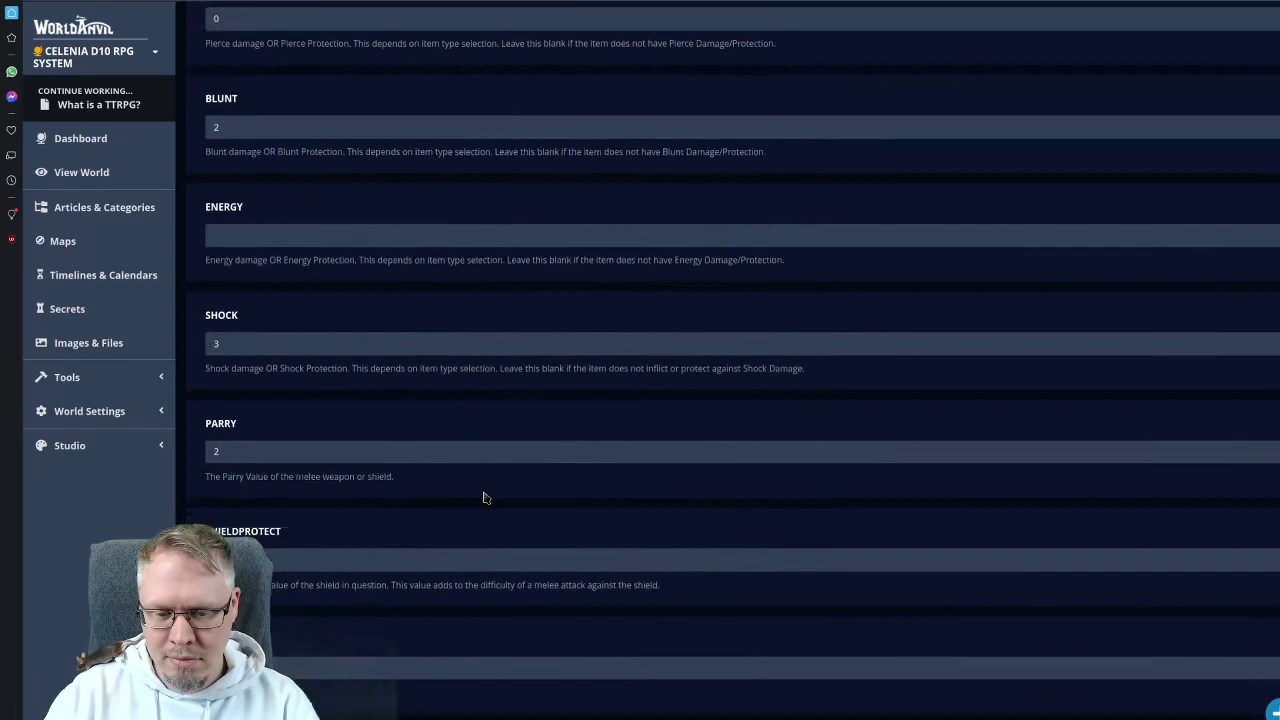 WORLDANVIL
CELENIA D10 RPG
SYSTEM
CONTINUE WORKING...
What is a TTRPG?
Dashboard
View World
Articles & Categories
Maps
Timelines & Calendars
Secrets
Images & Files
Tools
World Settings
Studio
0
Pierce damage OR Pierce Protection. This depends on item type selection. Leave this blank if the item does not have Pierce Damage/Protection.
BLUNT
2
Blunt damage OR Blunt Protection. This depends on item type selection. Leave this blank if the item does not have Blunt Damage/Protection.
ENERGY
Energy damage OR Energy Protection. This depends on item type selection. Leave this blank if the item does not have Energy Damage/Protection.
SHOCK
3
Shock damage OR Shock Protection. This depends on item type selection. Leave this blank if the item does not inflict or protect against Shock Damage.
PARRY
2
The Parry Value of the melee weapon or shield.
IELDPROTECT
alue of the shield in question. This value adds to the difficulty of a melee attack against the shield.